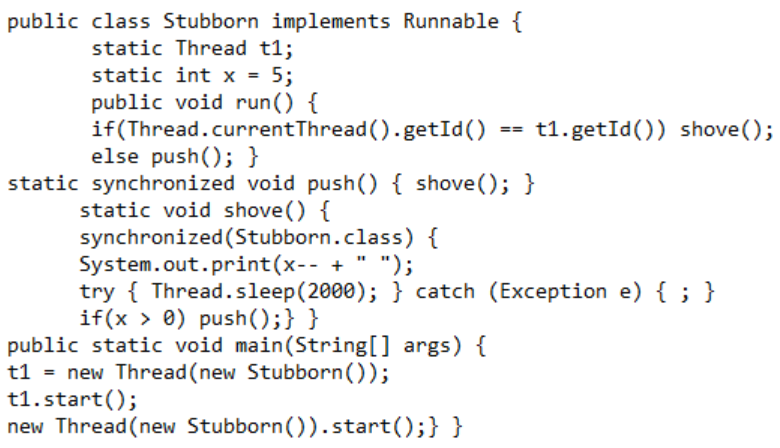 public class Stubborn implements Runnable {
static Thread t1;
static int x = 5;
public void run() {
if(Thread.currentThread().getId() == t1.getId()) shove();
else push(); }
static synchronized void push() { shove(); }
static void shove() {
synchronized(Stubborn.class) {
System.out.print(x-- + " ");
try { Thread.sleep(2000); } catch (Exception e) { ; }
if(x > 0) push();} }
public static void main(String[] args) {
t1 = new Thread(new Stubborn());
t1.start();
new Thread(new Stubborn()).start();} }